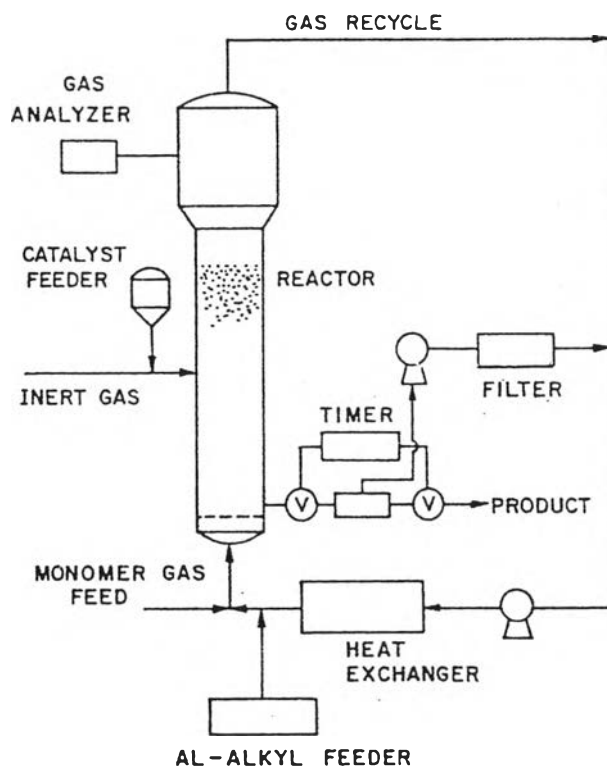 GAS RECYCLE
GAS
ANALYZER
CATALYST
FEEDER
REACTOR
INERT GAS
FILTER
TIMER
V
V
PRODUCT
MONOMER GAS
FEED
HEAT
EXCHANGER
AL-ALKYL FEEDER